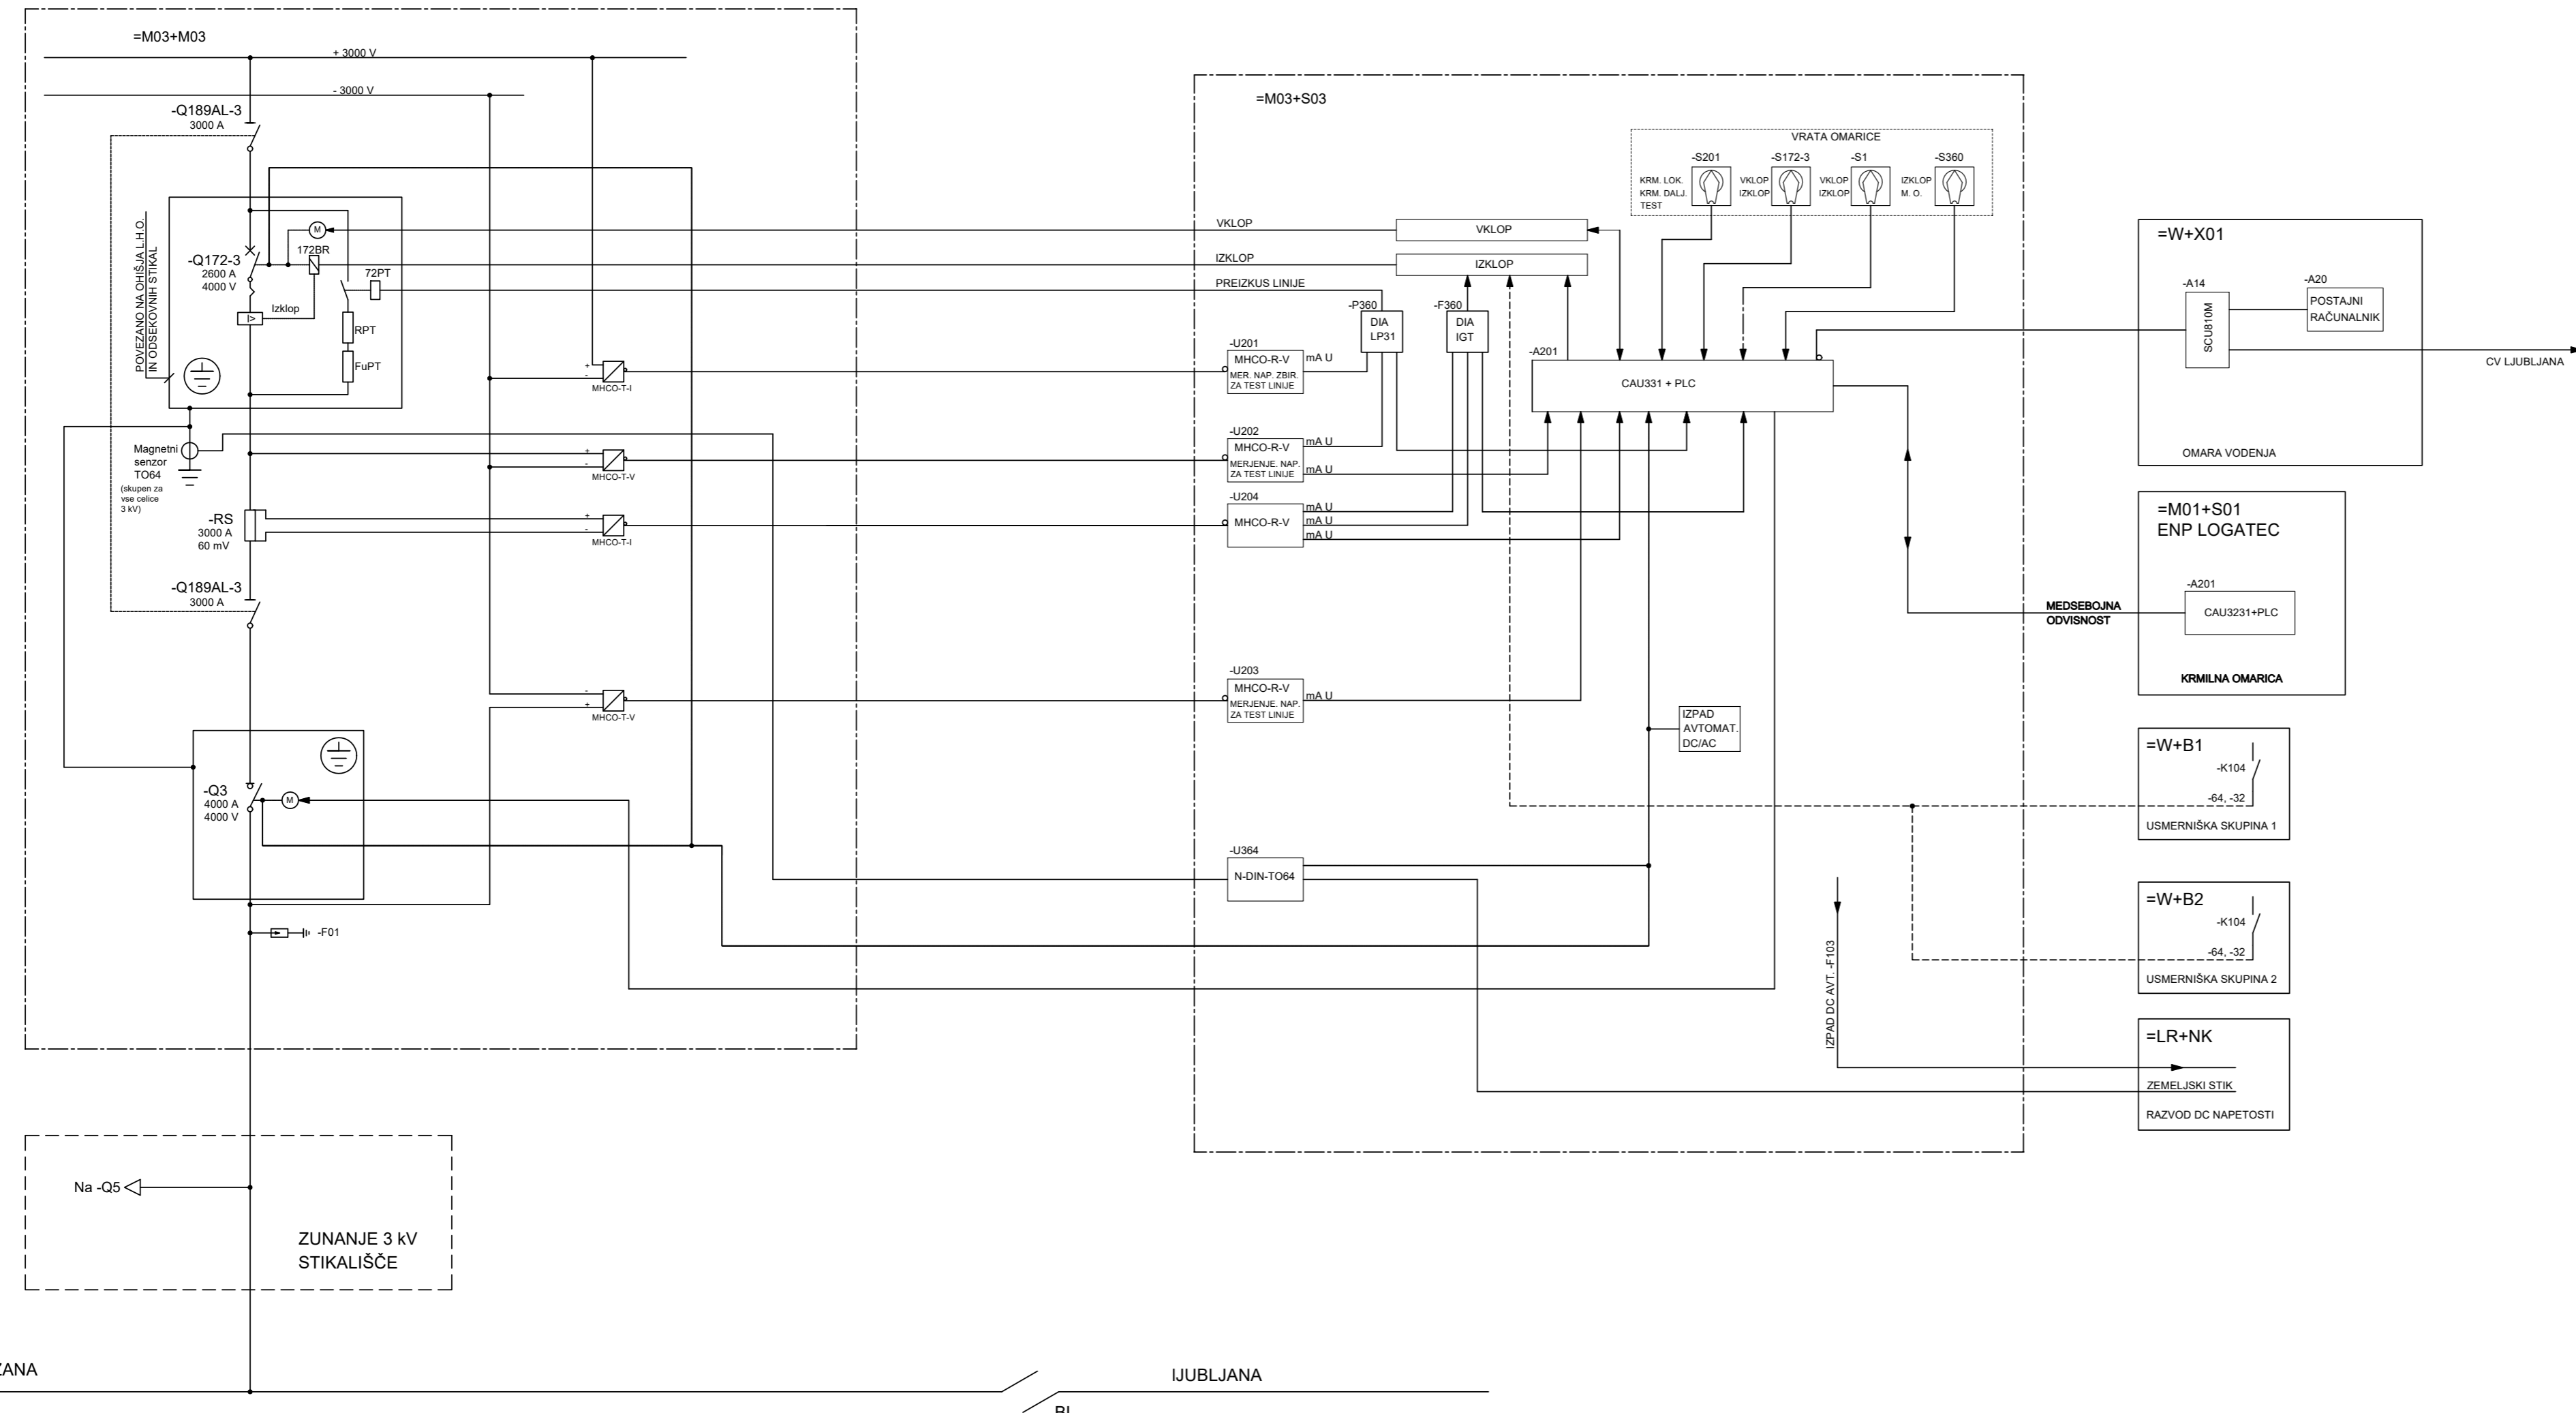 =M03+M03
+ 3000 V
- 3000 V
-Q189AL-3
3000 A
POVEZANO NA OHIŠJA L.H.O.
IN ODSEKOVNIH STIKAL
M
172BR
-Q172-3
2600 A
4000 V
72PT
Izklop
I>
RPT
FuPT
Magnetni
senzor
TO64
(skupen za
vse celice
3 kV)
-RS
3000 A
60 mV
-Q189AL-3
3000 A
+
-
MHCO-T-I
+
-
MHCO-T-V
+
-
MHCO-T-I
-
+
MHCO-T-V
-Q3
4000 A
4000 V
M
-F01
Na -Q5
ZUNANJE 3 kV
STIKALIŠČE
ZANA
IJUBLJANA
=M03+S03
VRATA OMARICE
-S201
-S172-3
-S1
-S360
KRM. LOK.
KRM. DALJ.
TEST
VKLOP
IZKLOP
VKLOP
IZKLOP
IZKLOP
M. O.
VKLOP
VKLOP
IZKLOP
IZKLOP
PREIZKUS LINIJE
-P360
DIA
LP31
-F360
DIA
IGT
-U201
MHCO-R-V
MER. NAP. ZBIR.
ZA TEST LINIJE
mA U
-A201
CAU331 + PLC
-U202
MHCO-R-V
MERJENJE. NAP.
ZA TEST LINIJE
mA U
mA U
-U204
MHCO-R-V
mA U
mA U
mA U
-U203
MHCO-R-V
MERJENJE. NAP.
ZA TEST LINIJE
mA U
IZPAD
AVTOMAT.
DC/AC
-U364
N-DIN-TO64
IZPAD DC AVT. -F103
=W+X01
-A14
SCU810M
-A20
POSTAJNI
RAČUNALNIK
CV LJUBLJANA
OMARA VODENJA
=M01+S01
ENP LOGATEC
-A201
CAU3231+PLC
MEDSEBOJNA
ODVISNOST
KRMILNA OMARICA
=W+B1
-K104
-64, -32
USMERNIŠKA SKUPINA 1
=W+B2
-K104
-64, -32
USMERNIŠKA SKUPINA 2
=LR+NK
ZEMELJSKI STIK
RAZVOD DC NAPETOSTI